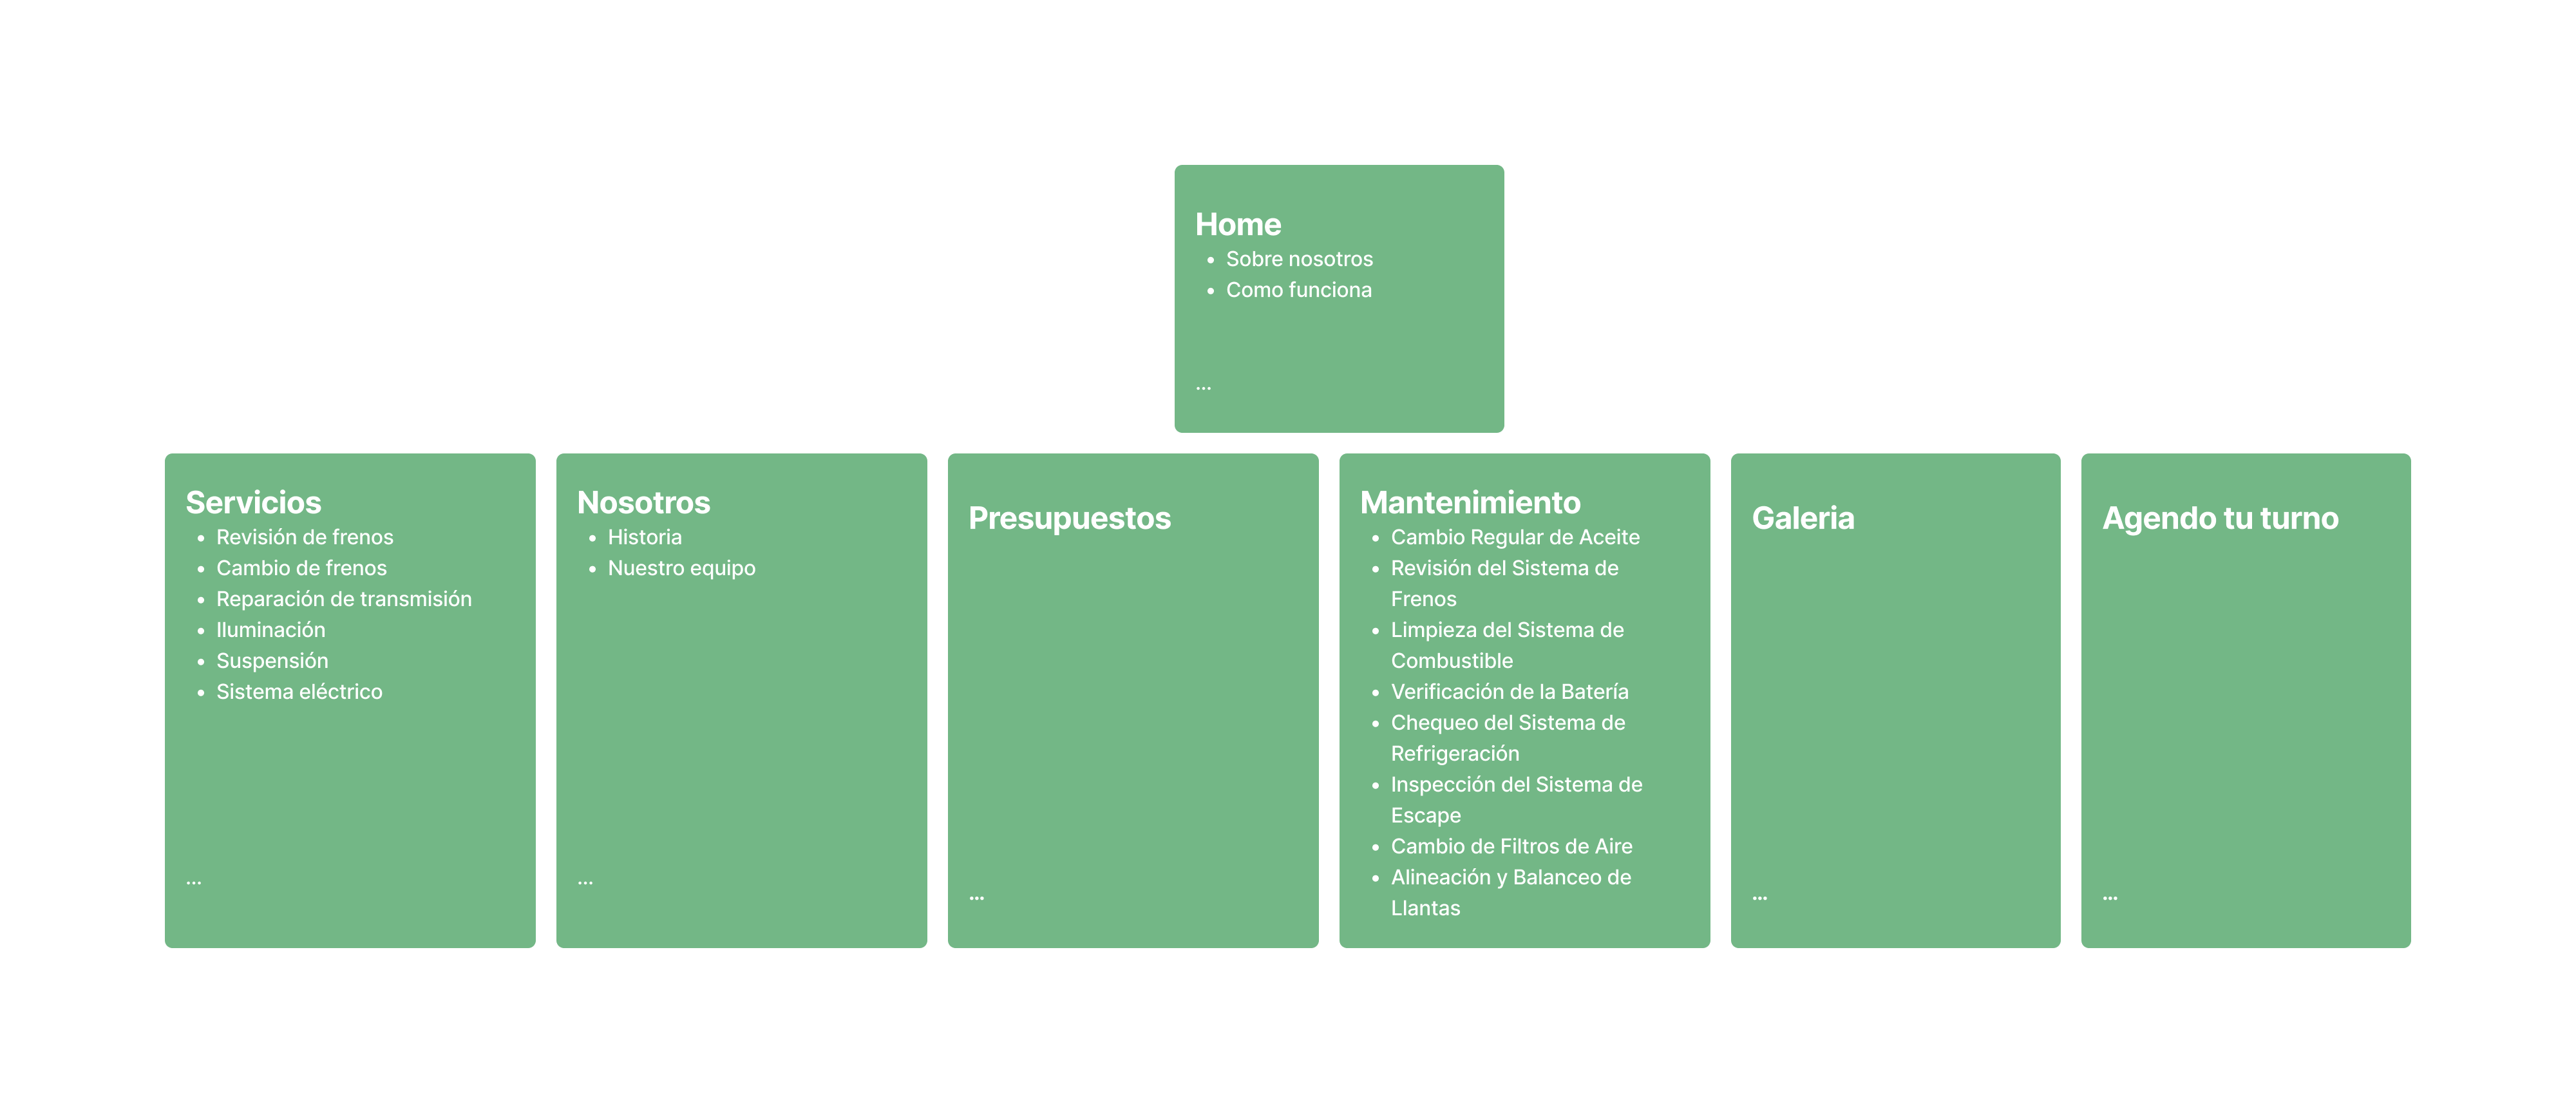 Home
• Sobre nosotros
• Como funciona
...
Servicios
• Revisión de frenos
• Cambio de frenos
• Reparación de transmisión
• Iluminación
• Suspensión
• Sistema eléctrico
...
Nosotros
• Historia
• Nuestro equipo
...
Presupuestos
...
Mantenimiento
• Cambio Regular de Aceite
• Revisión del Sistema de
Frenos
• Limpieza del Sistema de
Combustible
• Verificación de la Batería
• Chequeo del Sistema de
Refrigeración
• Inspección del Sistema de
Escape
• Cambio de Filtros de Aire
• Alineación y Balanceo de
Llantas
Galeria
...
Agendo tu turno
...